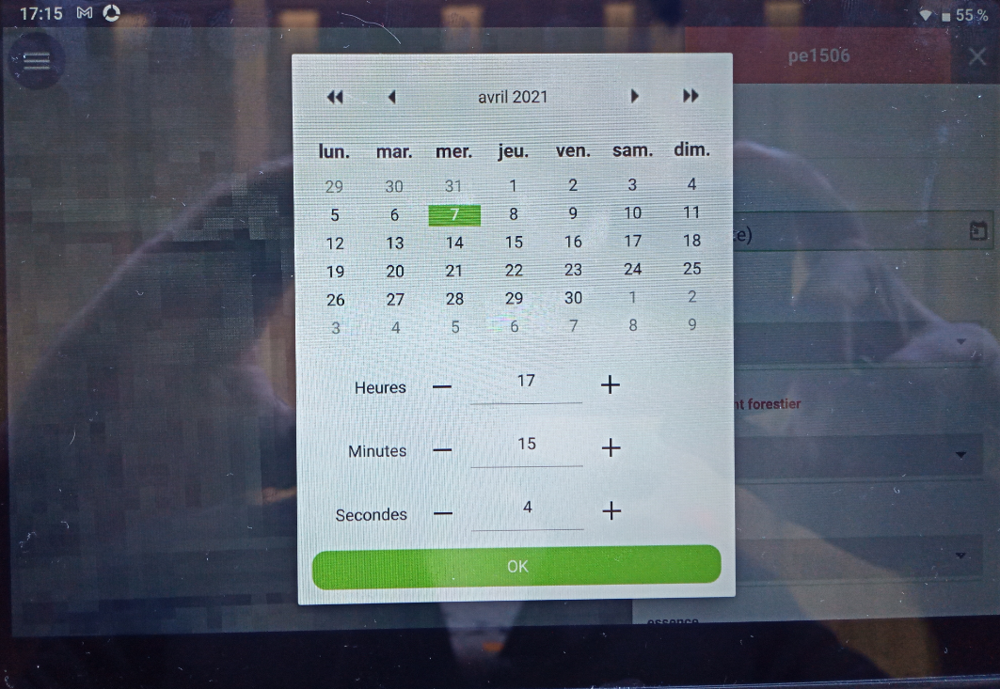 17:15
55 %
pe1506
avril 2021
lun. mar. mer. jeu. ven. sam. dim.
29 30 31 1 2 3 4
5 6 7 8 9 10 11
12 13 14 15 16 17 18
19 20 21 22 23 24 25
26 27 28 29 30 1 2
3 4 5 6 7 8 9
Heures − 17 +
Minutes − 15 +
Secondes − 4 +
OK
forestier
essence